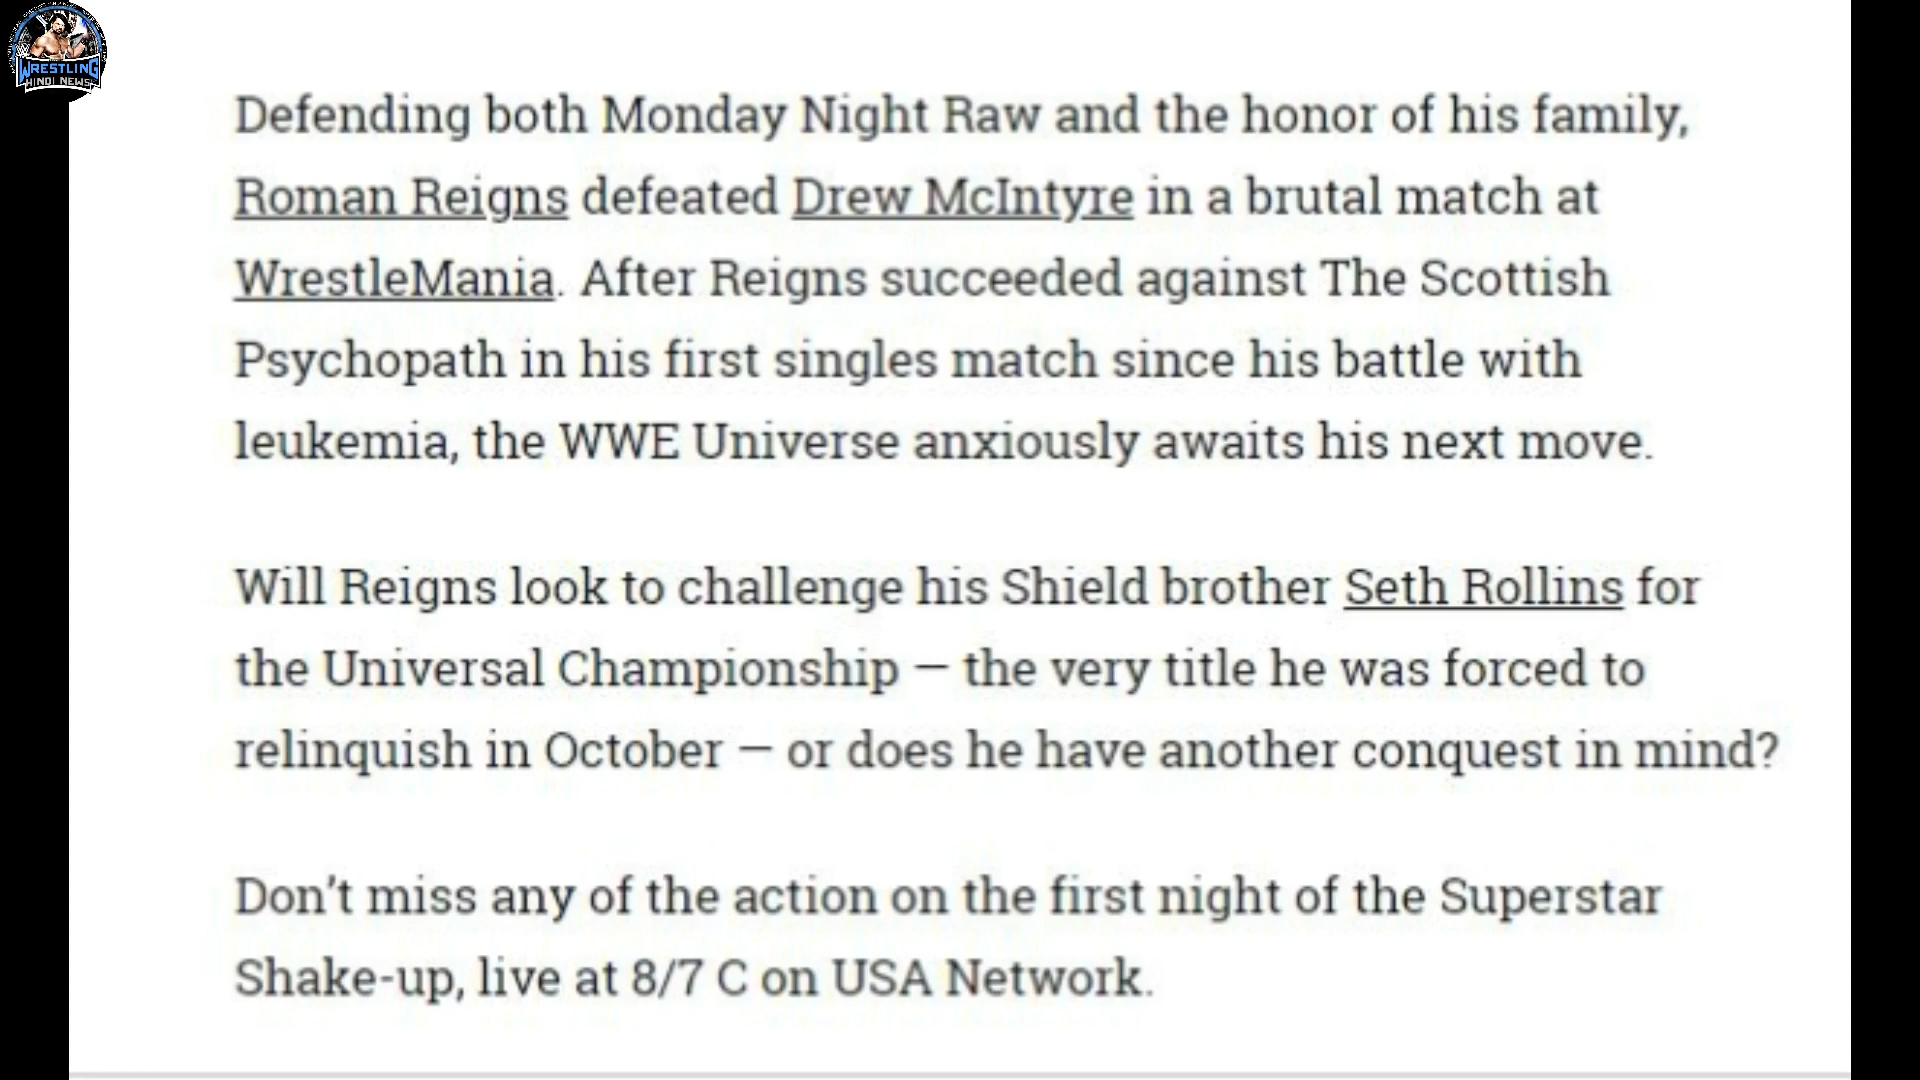 WRESTLING
HINDI NEWS
Defending both Monday Night Raw and the honor of his family,
Roman Reigns defeated Drew McIntyre in a brutal match at
WrestleMania. After Reigns succeeded against The Scottish
Psychopath in his first singles match since his battle with
leukemia, the WWE Universe anxiously awaits his next move.
Will Reigns look to challenge his Shield brother Seth Rollins for
the Universal Championship — the very title he was forced to
relinquish in October — or does he have another conquest in mind?
Don't miss any of the action on the first night of the Superstar
Shake-up, live at 8/7 C on USA Network.